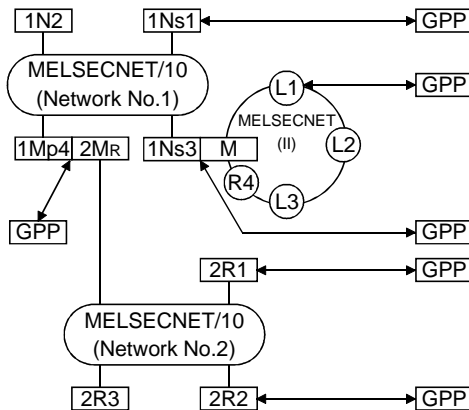 1N2
1Ns1
GPP
MELSECNET/10
(Network No.1)
L1
GPP
MELSECNET
(II)
L2
1Mp4
2MR
1Ns3
M
R4
L3
GPP
GPP
2R1
GPP
MELSECNET/10
(Network No.2)
2R3
2R2
GPP